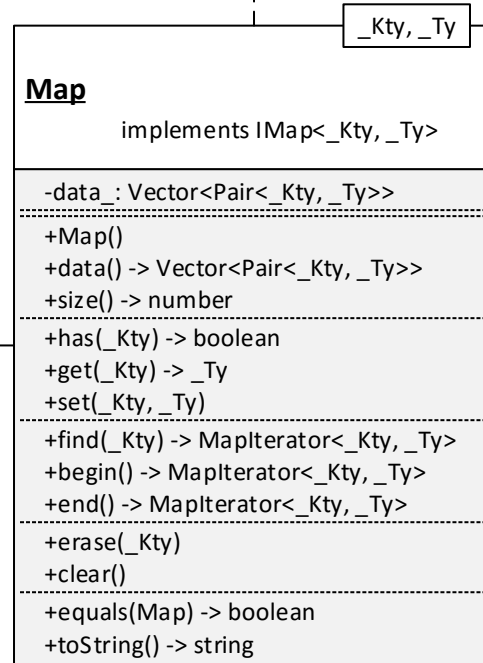 _Kty, _Ty
Map
implements IMap<_Kty, _Ty>
-data_: Vector<Pair<_Kty, _Ty>>
+Map()
+data() -> Vector<Pair<_Kty, _Ty>>
+size() -> number
+has(_Kty) -> boolean
+get(_Kty) -> _Ty
+set(_Kty, _Ty)
+find(_Kty) -> MapIterator<_Kty, _Ty>
+begin() -> MapIterator<_Kty, _Ty>
+end() -> MapIterator<_Kty, _Ty>
+erase(_Kty)
+clear()
+equals(Map) -> boolean
+toString() -> string